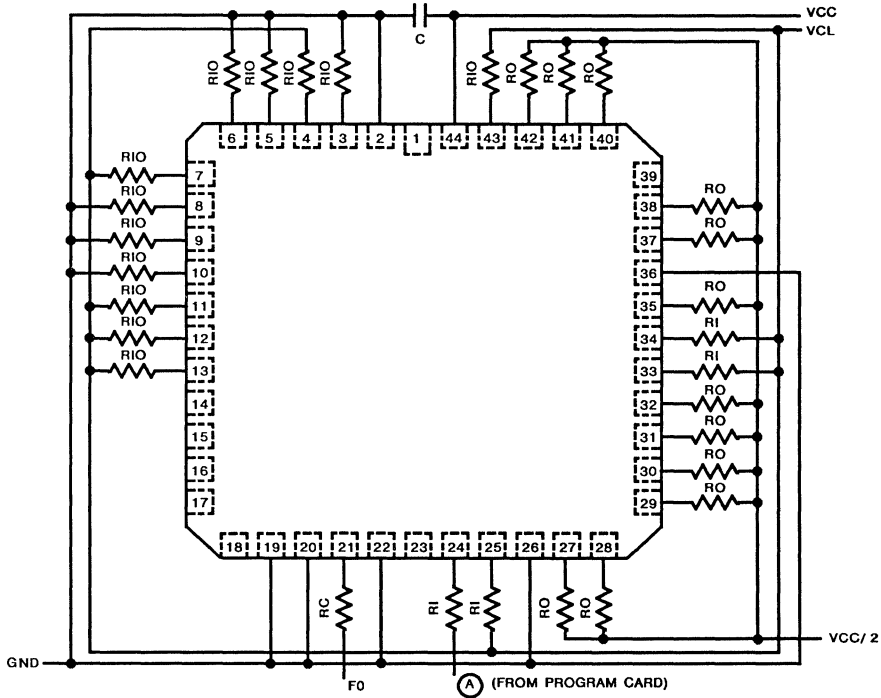 VCC
VCL
C
RIO RIO RIO RIO RIO RO RO RO
6 5 4 3 2 1 44 43 42 41 40
RIO 7 39
RIO 8 38 RO
RIO 9 37 RO
RIO 10 36
RIO 11 35 RO
RIO 12 34 RI
RIO 13 33 RI
14 32 RO
15 31 RO
16 30 RO
17 29 RO
18 19 20 21 22 23 24 25 26 27 28
RC RI RI RO RO
VCC/2
GND
F0 A (FROM PROGRAM CARD)